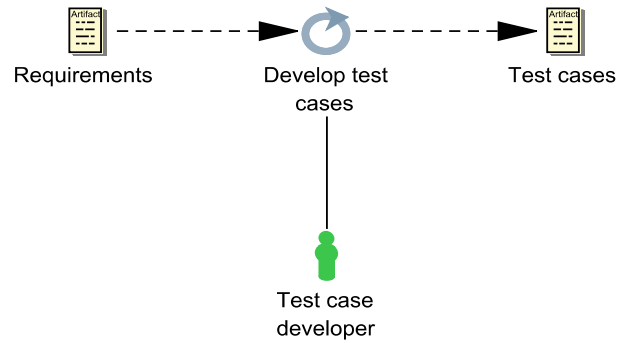 Artifact
Artifact
Requirements
Develop test
cases
Test cases
Test case
developer